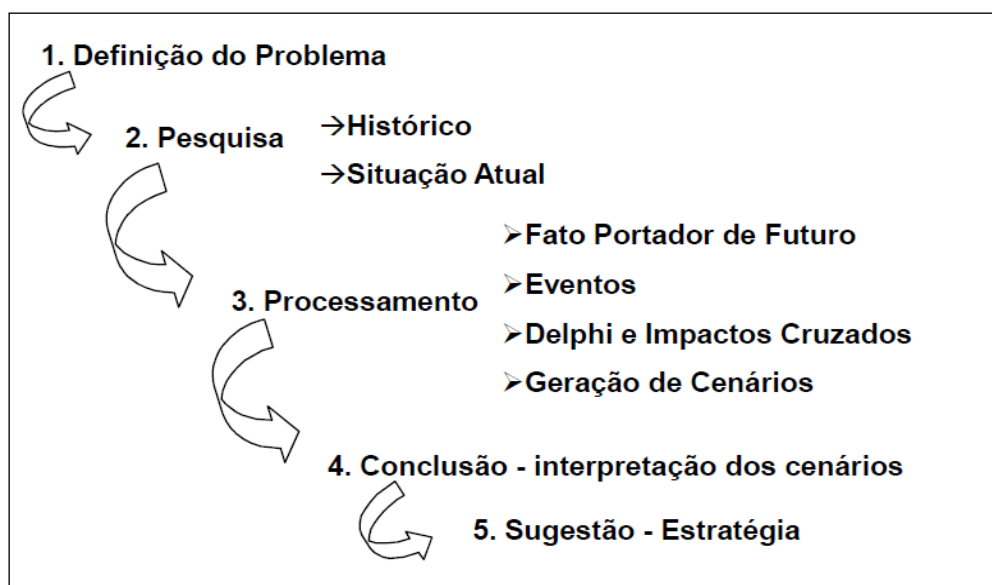 1. Definição do Problema
2. Pesquisa
→Histórico
→Situação Atual
3. Processamento
➢Fato Portador de Futuro
➢Eventos
➢Delphi e Impactos Cruzados
➢Geração de Cenários
4. Conclusão - interpretação dos cenários
5. Sugestão - Estratégia